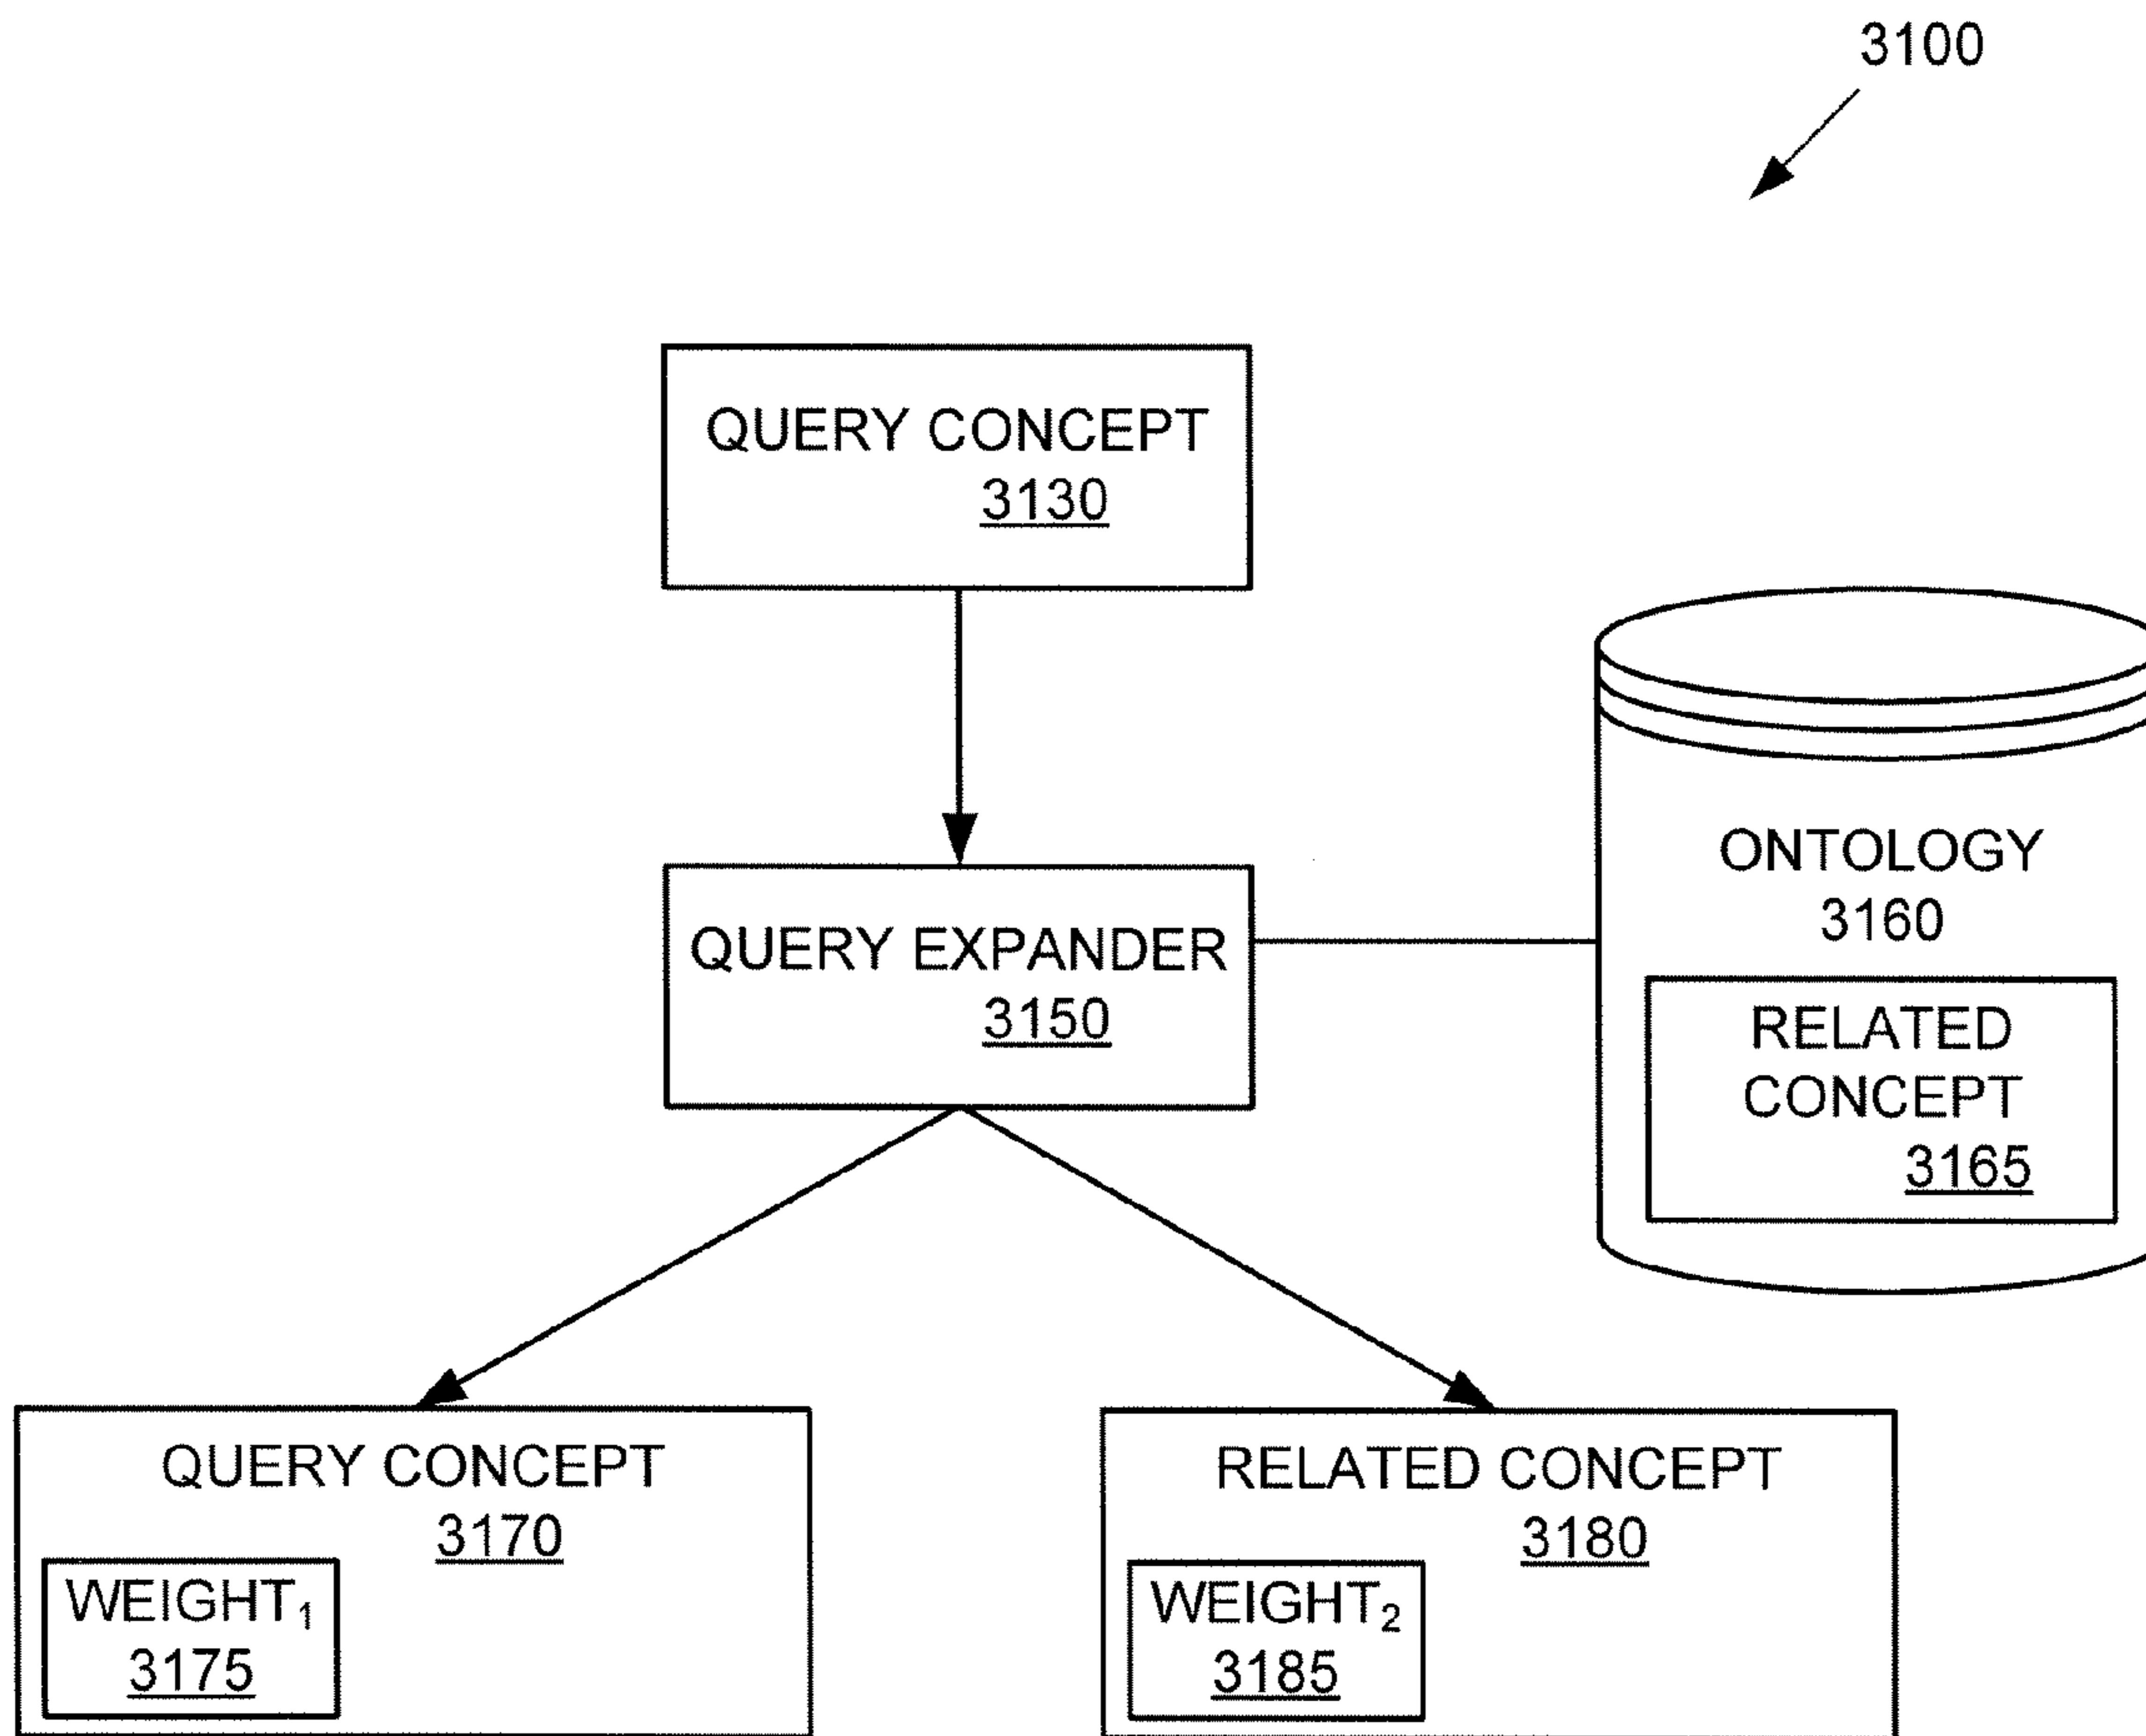 3100
QUERY CONCEPT
3130
QUERY EXPANDER
3150
ONTOLOGY
3160
RELATED
CONCEPT
3165
QUERY CONCEPT
3170
WEIGHT₁
3175
RELATED CONCEPT
3180
WEIGHT₂
3185